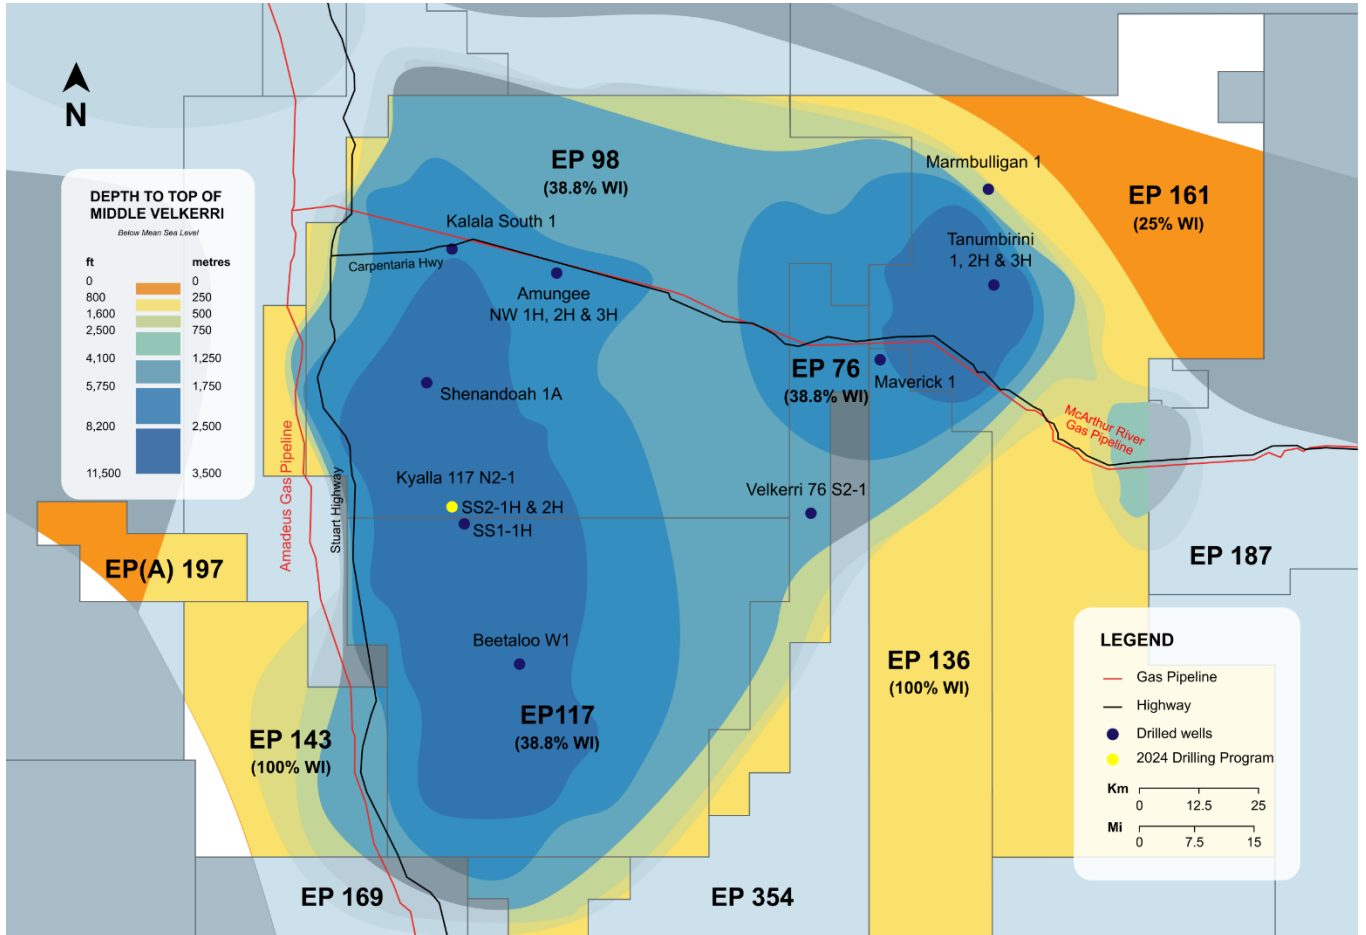 N
DEPTH TO TOP OF
MIDDLE VELKERRI
Below Mean Sea Level
ft metres
0 0
800 250
1,600 500
2,500 750
4,100 1,250
5,750 1,750
8,200 2,500
11,500 3,500
EP 98
(38.8% WI)
Marmbulligan 1
EP 161
(25% WI)
Kalala South 1
Carpentaria Hwy
Tanumbirini
1, 2H & 3H
Amungee
NW 1H, 2H & 3H
EP 76
(38.8% WI)
Maverick 1
Shenandoah 1A
McArthur River
Gas Pipeline
Amadeus Gas Pipeline
Stuart Highway
Kyalla 117 N2-1
SS2-1H & 2H
SS1-1H
Velkerri 76 S2-1
EP(A) 197
EP 187
Beetaloo W1
EP117
(38.8% WI)
EP 136
(100% WI)
EP 143
(100% WI)
EP 169
EP 354
LEGEND
Gas Pipeline
Highway
Drilled wells
2024 Drilling Program
Km
0 12.5 25
Mi
0 7.5 15